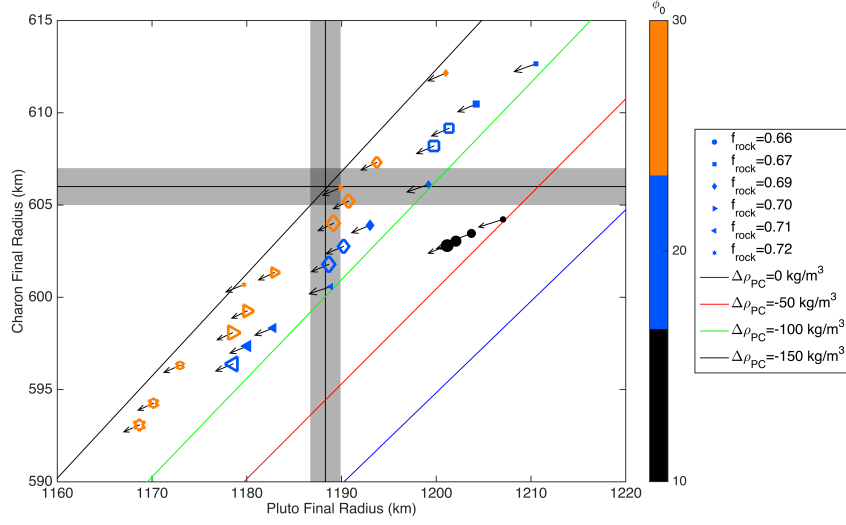 ϕ0
615
610
605
600
595
590
Charon Final Radius (km)
1160
1170
1180
1190
1200
1210
1220
Pluto Final Radius (km)
30
20
10
frock=0.66
frock=0.67
frock=0.69
frock=0.70
frock=0.71
frock=0.72
ΔρPC=0 kg/m³
ΔρPC=-50 kg/m³
ΔρPC=-100 kg/m³
ΔρPC=-150 kg/m³